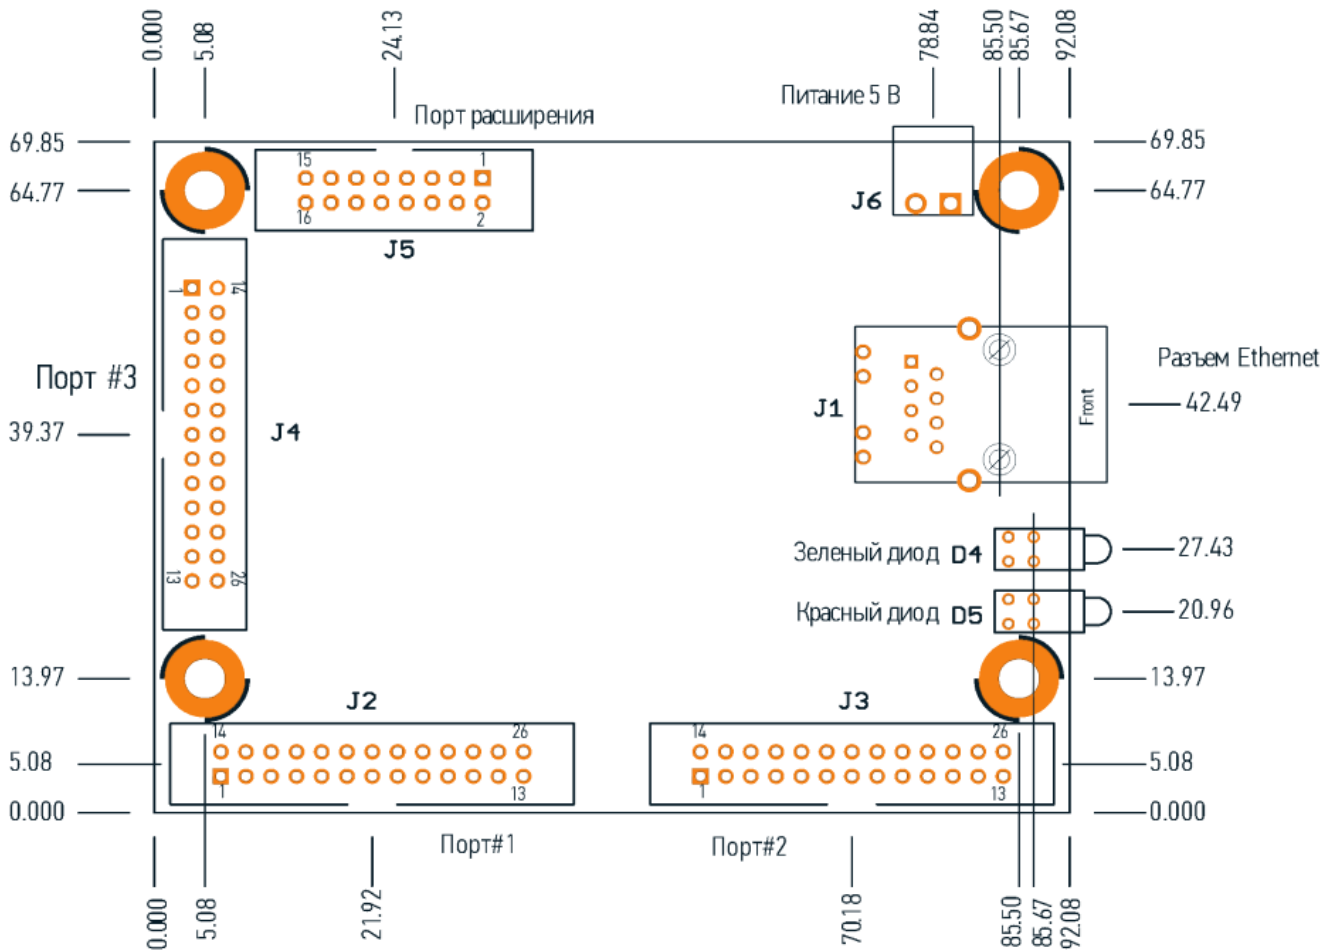 0.000
5.08
24.13
78.84
85.50
85.67
92.08
Питание 5 В
Порт расширения
69.85
69.85
15
1
64.77
64.77
16
2
J6
J5
1
14
Порт #3
Разъем Ethernet
J1
Front
42.49
39.37
J4
Зеленый диод D4
27.43
13
26
Красный диод D5
20.96
13.97
13.97
J2
J3
14
26
14
26
5.08
5.08
1
13
1
13
0.000
0.000
Порт#1
Порт#2
0.000
5.08
21.92
70.18
85.50
85.67
92.08